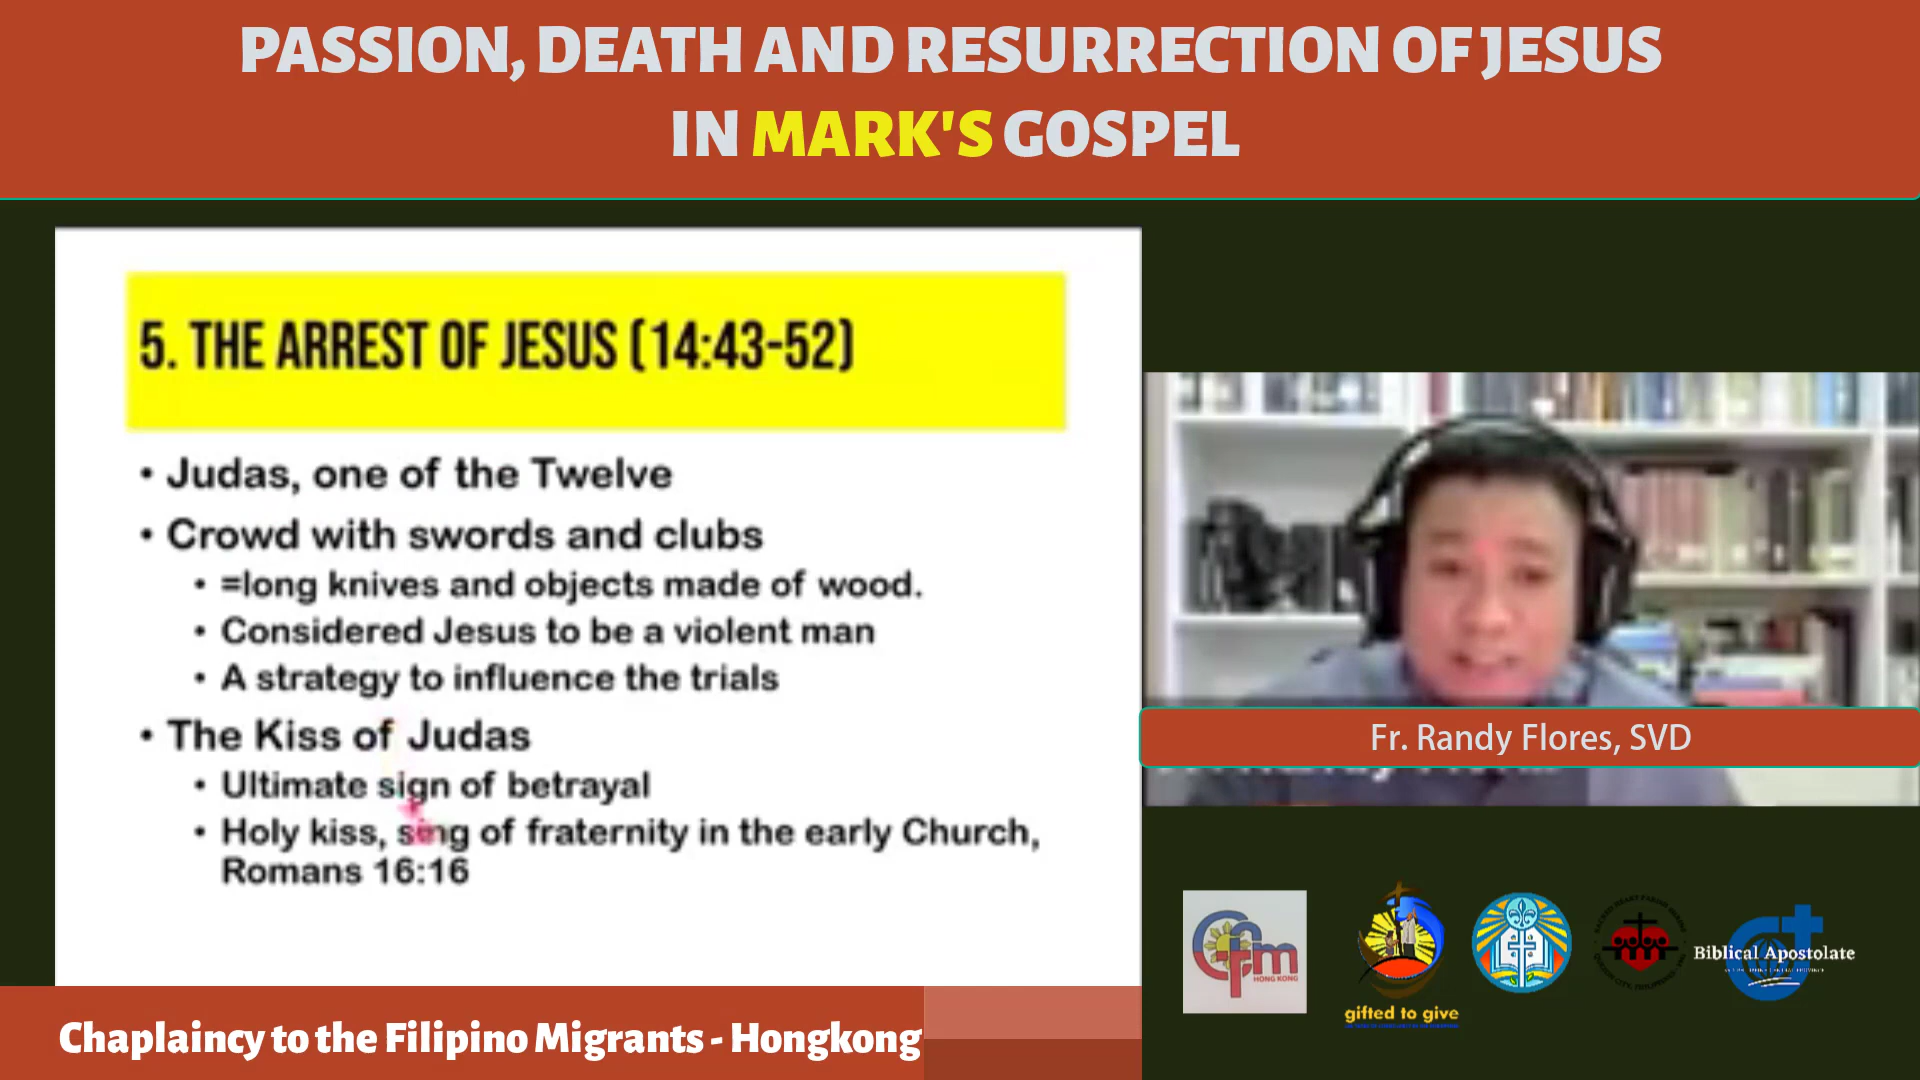 PASSION, DEATH AND RESURRECTION OF JESUS
IN MARK'S GOSPEL
5. THE ARREST OF JESUS (14:43-52)
• Judas, one of the Twelve
• Crowd with swords and clubs
• =long knives and objects made of wood.
• Considered Jesus to be a violent man
• A strategy to influence the trials
• The Kiss of Judas
• Ultimate sign of betrayal
• Holy kiss, sing of fraternity in the early Church,
Romans 16:16
Fr. Randy Flores, SVD
cfm
HONG KONG
gifted to give
Biblical Apostolate
Chaplaincy to the Filipino Migrants - Hongkong